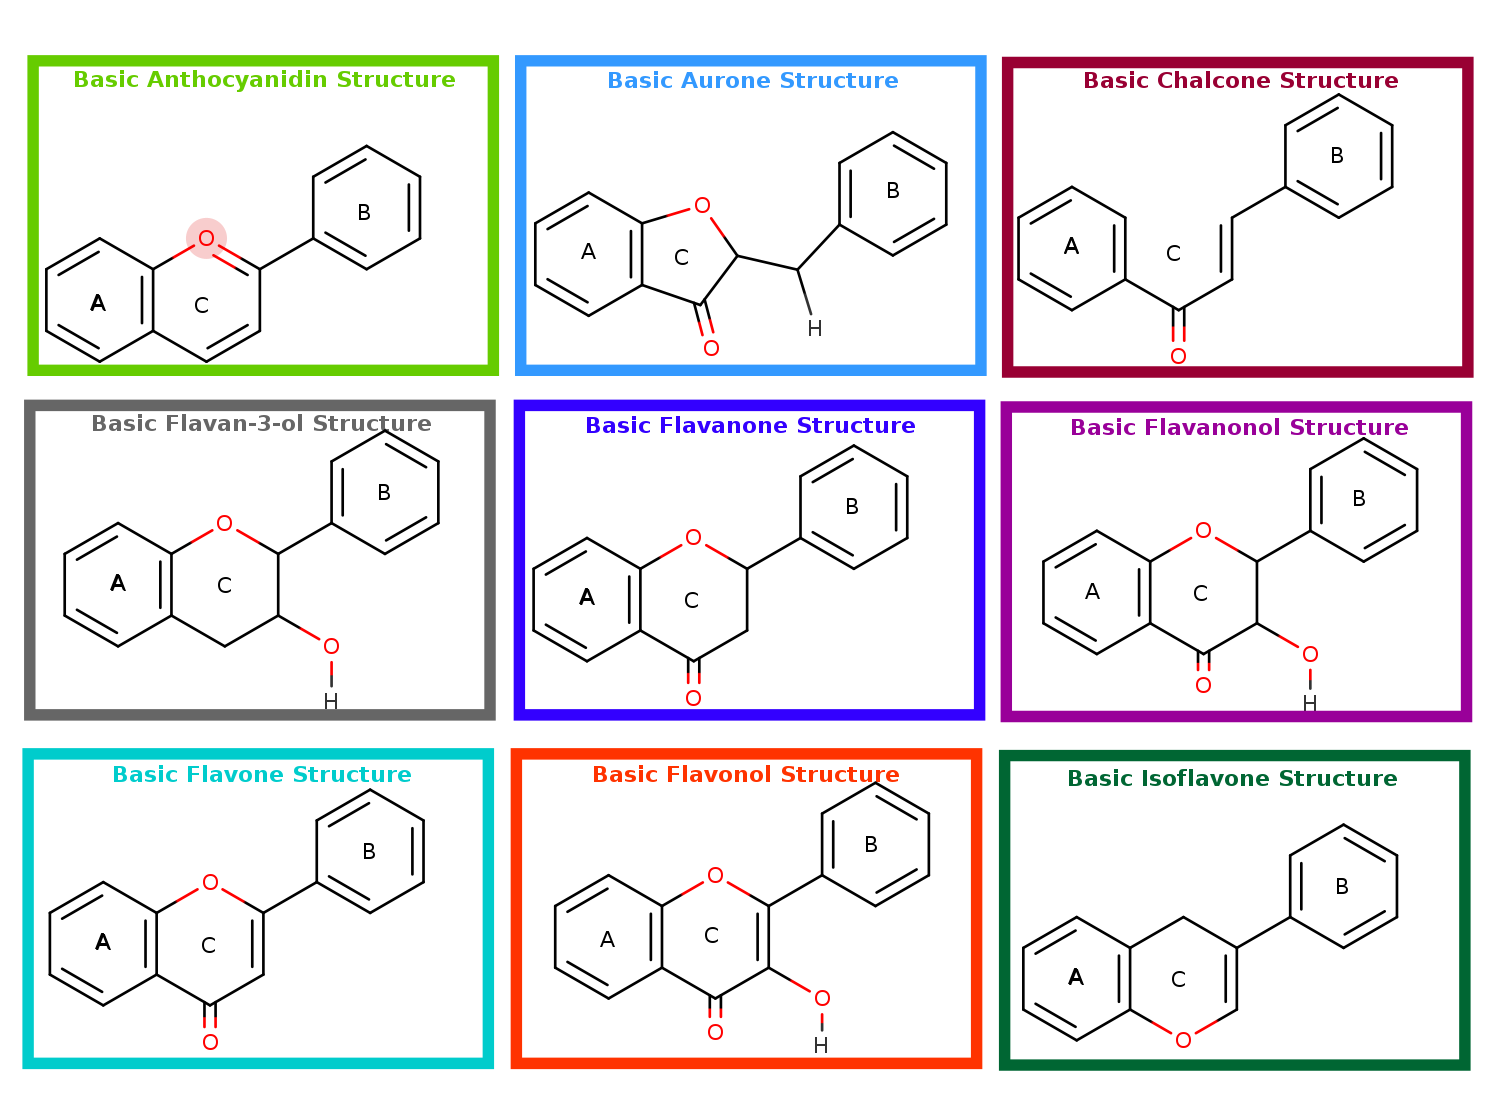 Basic Anthocyanidin Structure
B
O
A
C
Basic Aurone Structure
B
O
A
C
H
O
Basic Chalcone Structure
B
A
C
O
Basic Flavan-3-ol Structure
B
O
A
C
O
H
Basic Flavanone Structure
B
O
A
C
O
Basic Flavanonol Structure
B
O
A
C
O
O
H
Basic Flavone Structure
B
O
A
C
O
Basic Flavonol Structure
B
O
A
C
O
O
H
Basic Isoflavone Structure
B
A
C
O